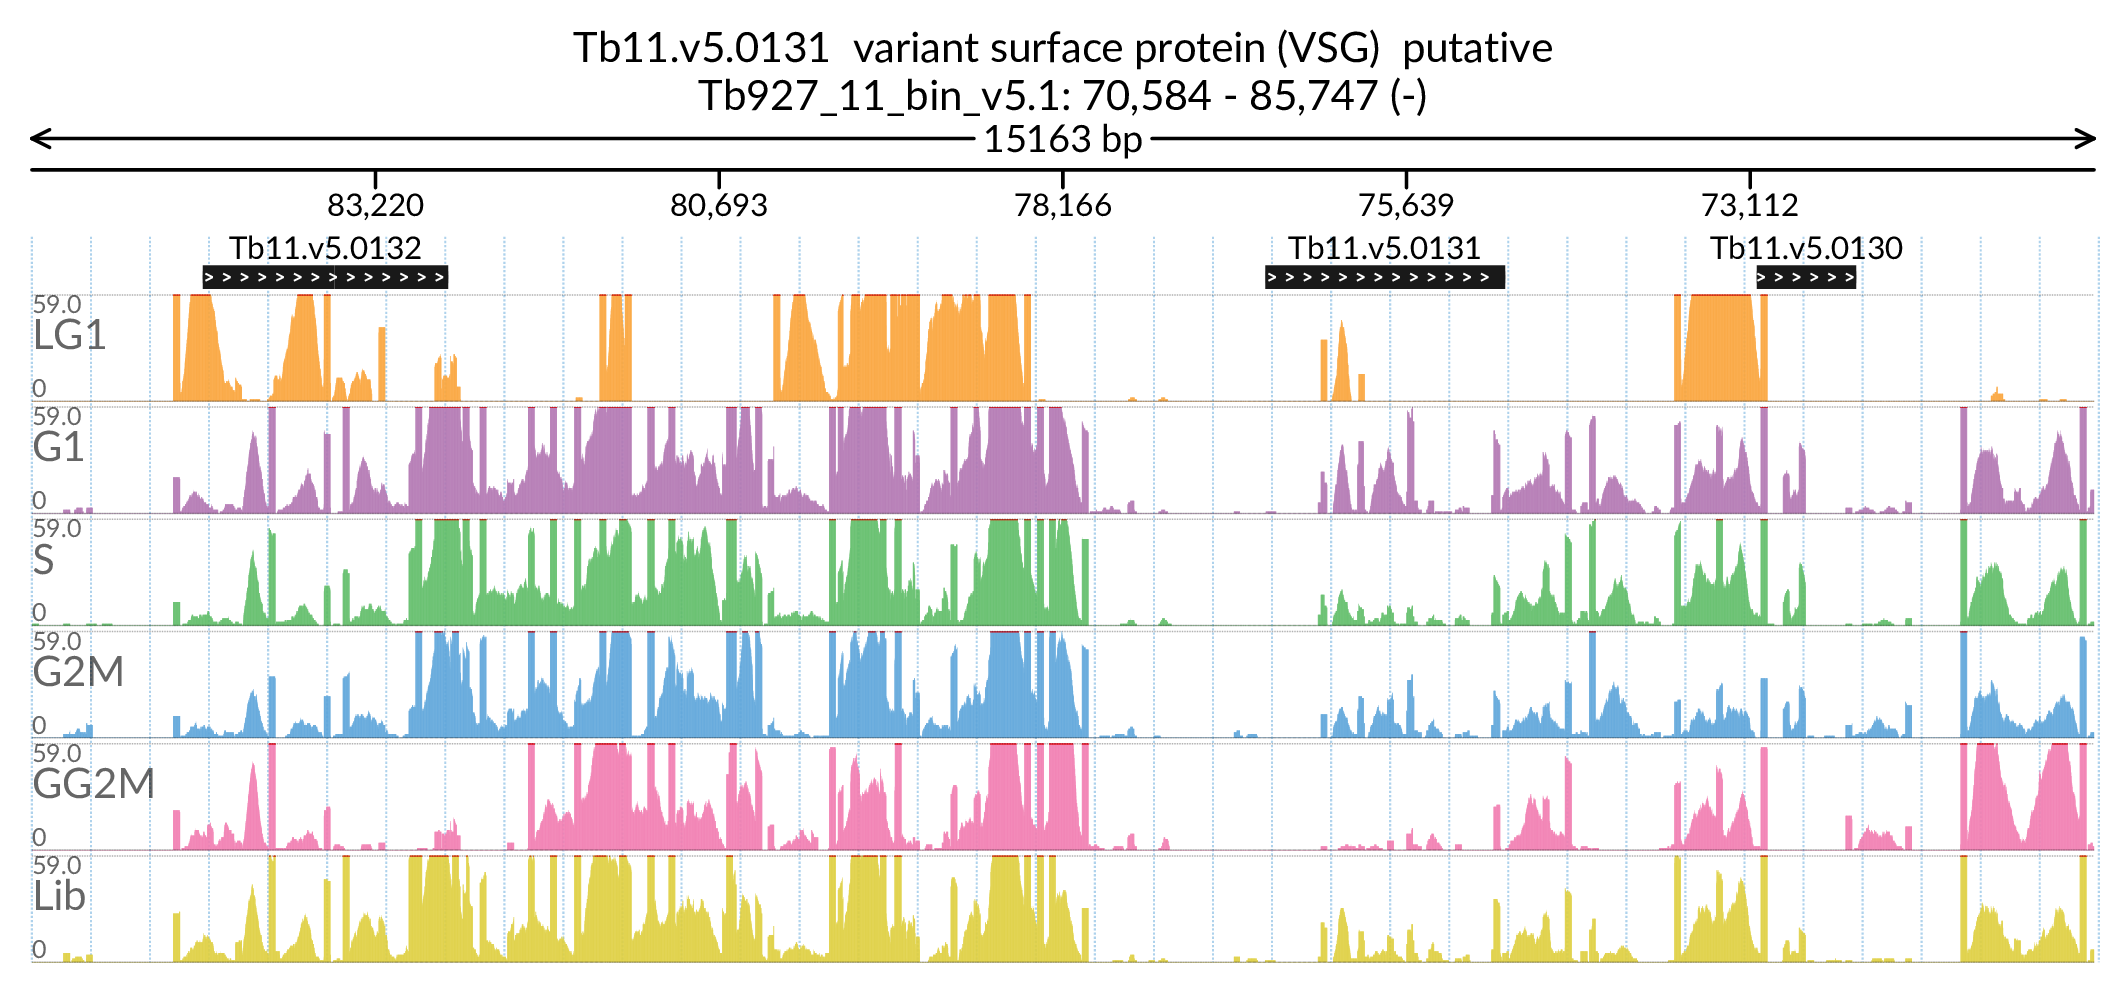 Tb11.v5.0131 variant surface protein (VSG) putative
Tb927_11_bin_v5.1: 70,584 - 85,747 (-)
15163 bp
83,220 80,693 78,166 75,639 73,112
Tb11.v5.0132 Tb11.v5.0131 Tb11.v5.0130
59.0
LG1
0
59.0
G1
0
59.0
S
0
59.0
G2M
0
59.0
GG2M
0
59.0
Lib
0